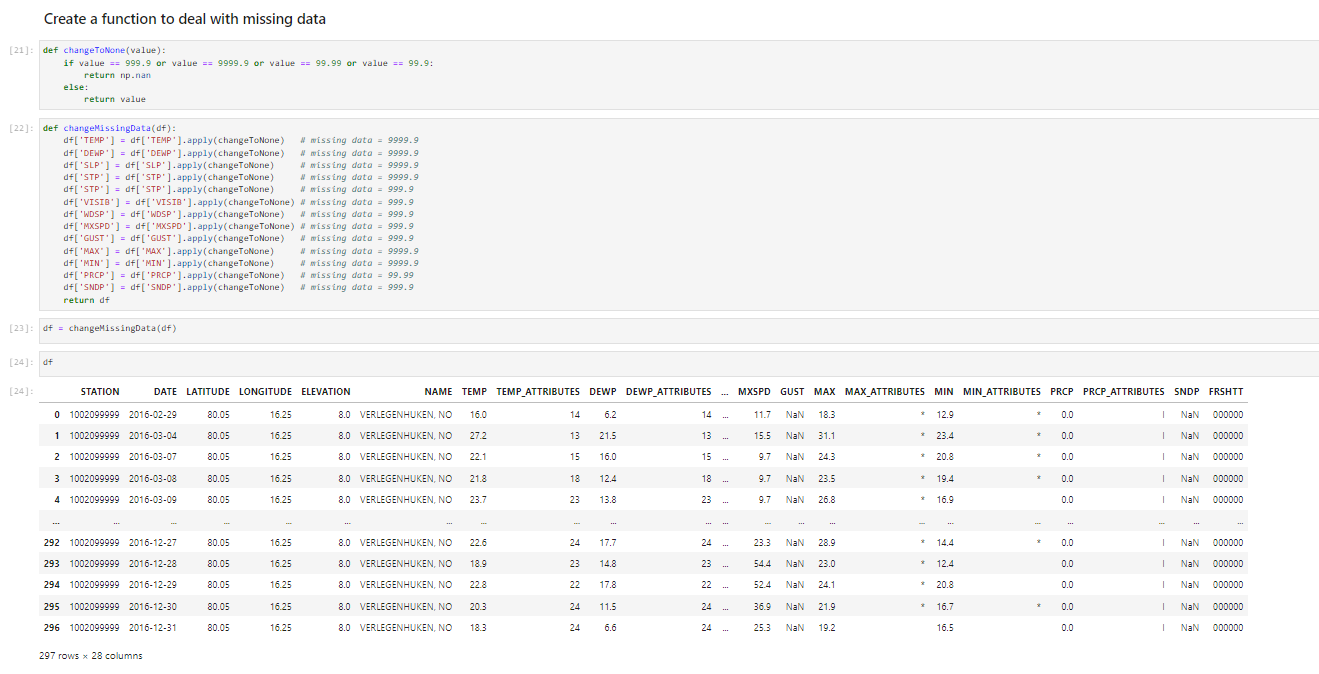 Create a function to deal with missing data
[21]: def changeToNone(value):
    if value == 999.9 or value == 9999.9 or value == 99.99 or value == 99.9:
        return np.nan
    else:
        return value
[22]: def changeMissingData(df):
    df['TEMP'] = df['TEMP'].apply(changeToNone)   # missing data = 9999.9
    df['DEWP'] = df['DEWP'].apply(changeToNone)   # missing data = 9999.9
    df['SLP'] = df['SLP'].apply(changeToNone)     # missing data = 9999.9
    df['STP'] = df['STP'].apply(changeToNone)     # missing data = 9999.9
    df['STP'] = df['STP'].apply(changeToNone)     # missing data = 999.9
    df['VISIB'] = df['VISIB'].apply(changeToNone) # missing data = 999.9
    df['WDSP'] = df['WDSP'].apply(changeToNone)   # missing data = 999.9
    df['MXSPD'] = df['MXSPD'].apply(changeToNone) # missing data = 999.9
    df['GUST'] = df['GUST'].apply(changeToNone)   # missing data = 999.9
    df['MAX'] = df['MAX'].apply(changeToNone)     # missing data = 9999.9
    df['MIN'] = df['MIN'].apply(changeToNone)     # missing data = 9999.9
    df['PRCP'] = df['PRCP'].apply(changeToNone)   # missing data = 99.99
    df['SNDP'] = df['SNDP'].apply(changeToNone)   # missing data = 999.9
    return df
[23]: df = changeMissingData(df)
[24]: df
[24]: STATION DATE LATITUDE LONGITUDE ELEVATION NAME TEMP TEMP_ATTRIBUTES DEWP DEWP_ATTRIBUTES ... MXSPD GUST MAX MAX_ATTRIBUTES MIN MIN_ATTRIBUTES PRCP PRCP_ATTRIBUTES SNDP FRSHTT
0 1002099999 2016-02-29 80.05 16.25 8.0 VERLEGENHUKEN, NO 16.0 14 6.2 14 ... 11.7 NaN 18.3 * 12.9 * 0.0 I NaN 000000
1 1002099999 2016-03-04 80.05 16.25 8.0 VERLEGENHUKEN, NO 27.2 13 21.5 13 ... 15.5 NaN 31.1 * 23.4 * 0.0 I NaN 000000
2 1002099999 2016-03-07 80.05 16.25 8.0 VERLEGENHUKEN, NO 22.1 15 16.0 15 ... 9.7 NaN 24.3 * 20.8 * 0.0 I NaN 000000
3 1002099999 2016-03-08 80.05 16.25 8.0 VERLEGENHUKEN, NO 21.8 18 12.4 18 ... 9.7 NaN 23.5 * 19.4 * 0.0 I NaN 000000
4 1002099999 2016-03-09 80.05 16.25 8.0 VERLEGENHUKEN, NO 23.7 23 13.8 23 ... 9.7 NaN 26.8 * 16.9 0.0 I NaN 000000
... ... ... ... ... ... ... ... ... ... ... ... ... ... ... ... ... ... ... ... ... ...
292 1002099999 2016-12-27 80.05 16.25 8.0 VERLEGENHUKEN, NO 22.6 24 17.7 24 ... 23.3 NaN 28.9 * 14.4 * 0.0 I NaN 000000
293 1002099999 2016-12-28 80.05 16.25 8.0 VERLEGENHUKEN, NO 18.9 23 14.8 23 ... 54.4 NaN 23.0 * 12.4 0.0 I NaN 000000
294 1002099999 2016-12-29 80.05 16.25 8.0 VERLEGENHUKEN, NO 22.8 22 17.8 22 ... 52.4 NaN 24.1 * 20.8 0.0 I NaN 000000
295 1002099999 2016-12-30 80.05 16.25 8.0 VERLEGENHUKEN, NO 20.3 24 11.5 24 ... 36.9 NaN 21.9 * 16.7 * 0.0 I NaN 000000
296 1002099999 2016-12-31 80.05 16.25 8.0 VERLEGENHUKEN, NO 18.3 24 6.6 24 ... 25.3 NaN 19.2 16.5 0.0 I NaN 000000
297 rows × 28 columns